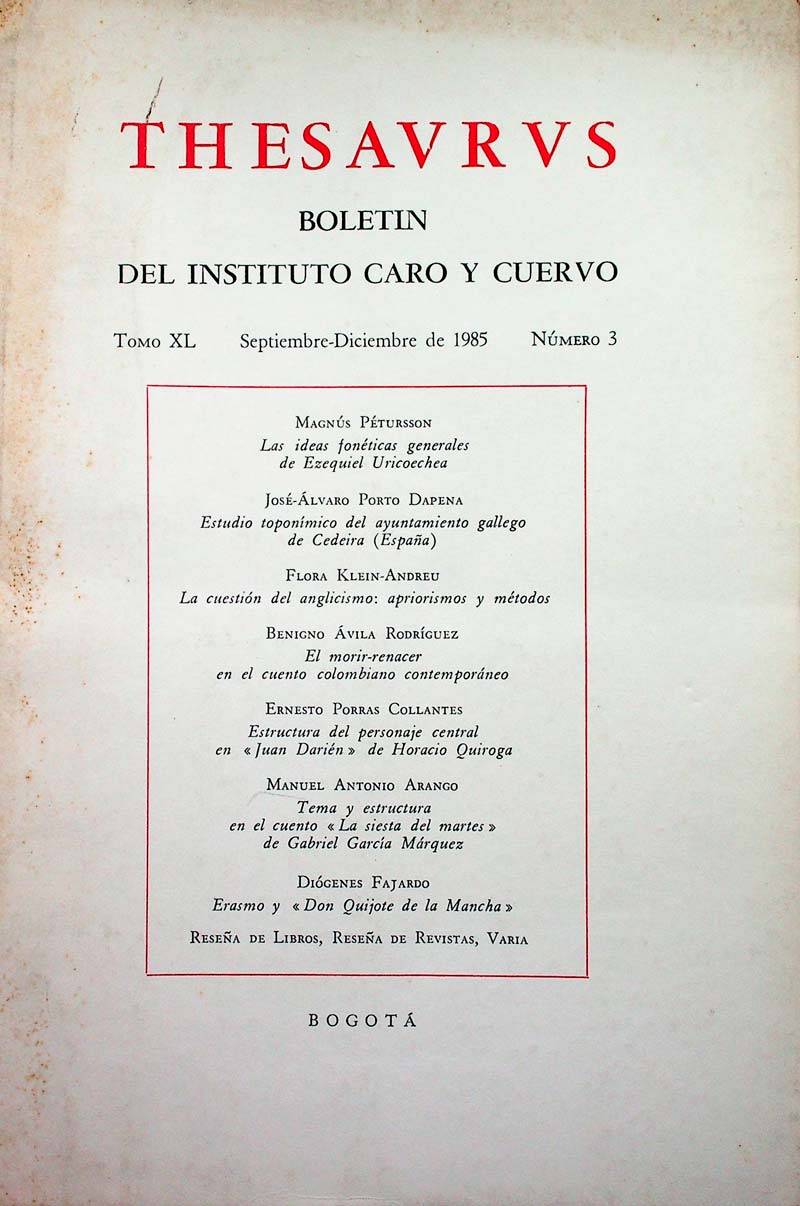 THESAVRVS
BOLETIN
DEL INSTITUTO CARO Y CUERVO
TOMO XL Septiembre-Diciembre de 1985 NÚMERO 3
MAGNÚS PÉTURSSON
Las ideas fonéticas generales
de Ezequiel Uricoechea
JOSÉ-ÁLVARO PORTO DAPENA
Estudio toponímico del ayuntamiento gallego
de Cedeira (España)
FLORA KLEIN-ANDREU
La cuestión del anglicismo: apriorismos y métodos
BENIGNO ÁVILA RODRÍGUEZ
El morir-renacer
en el cuento colombiano contemporáneo
ERNESTO PORRAS COLLANTES
Estructura del personaje central
en «Juan Darién» de Horacio Quiroga
MANUEL ANTONIO ARANGO
Tema y estructura
en el cuento «La siesta del martes»
de Gabriel García Márquez
DIÓGENES FAJARDO
Erasmo y «Don Quijote de la Mancha»
RESEÑA DE LIBROS, RESEÑA DE REVISTAS, VARIA
BOGOTÁ